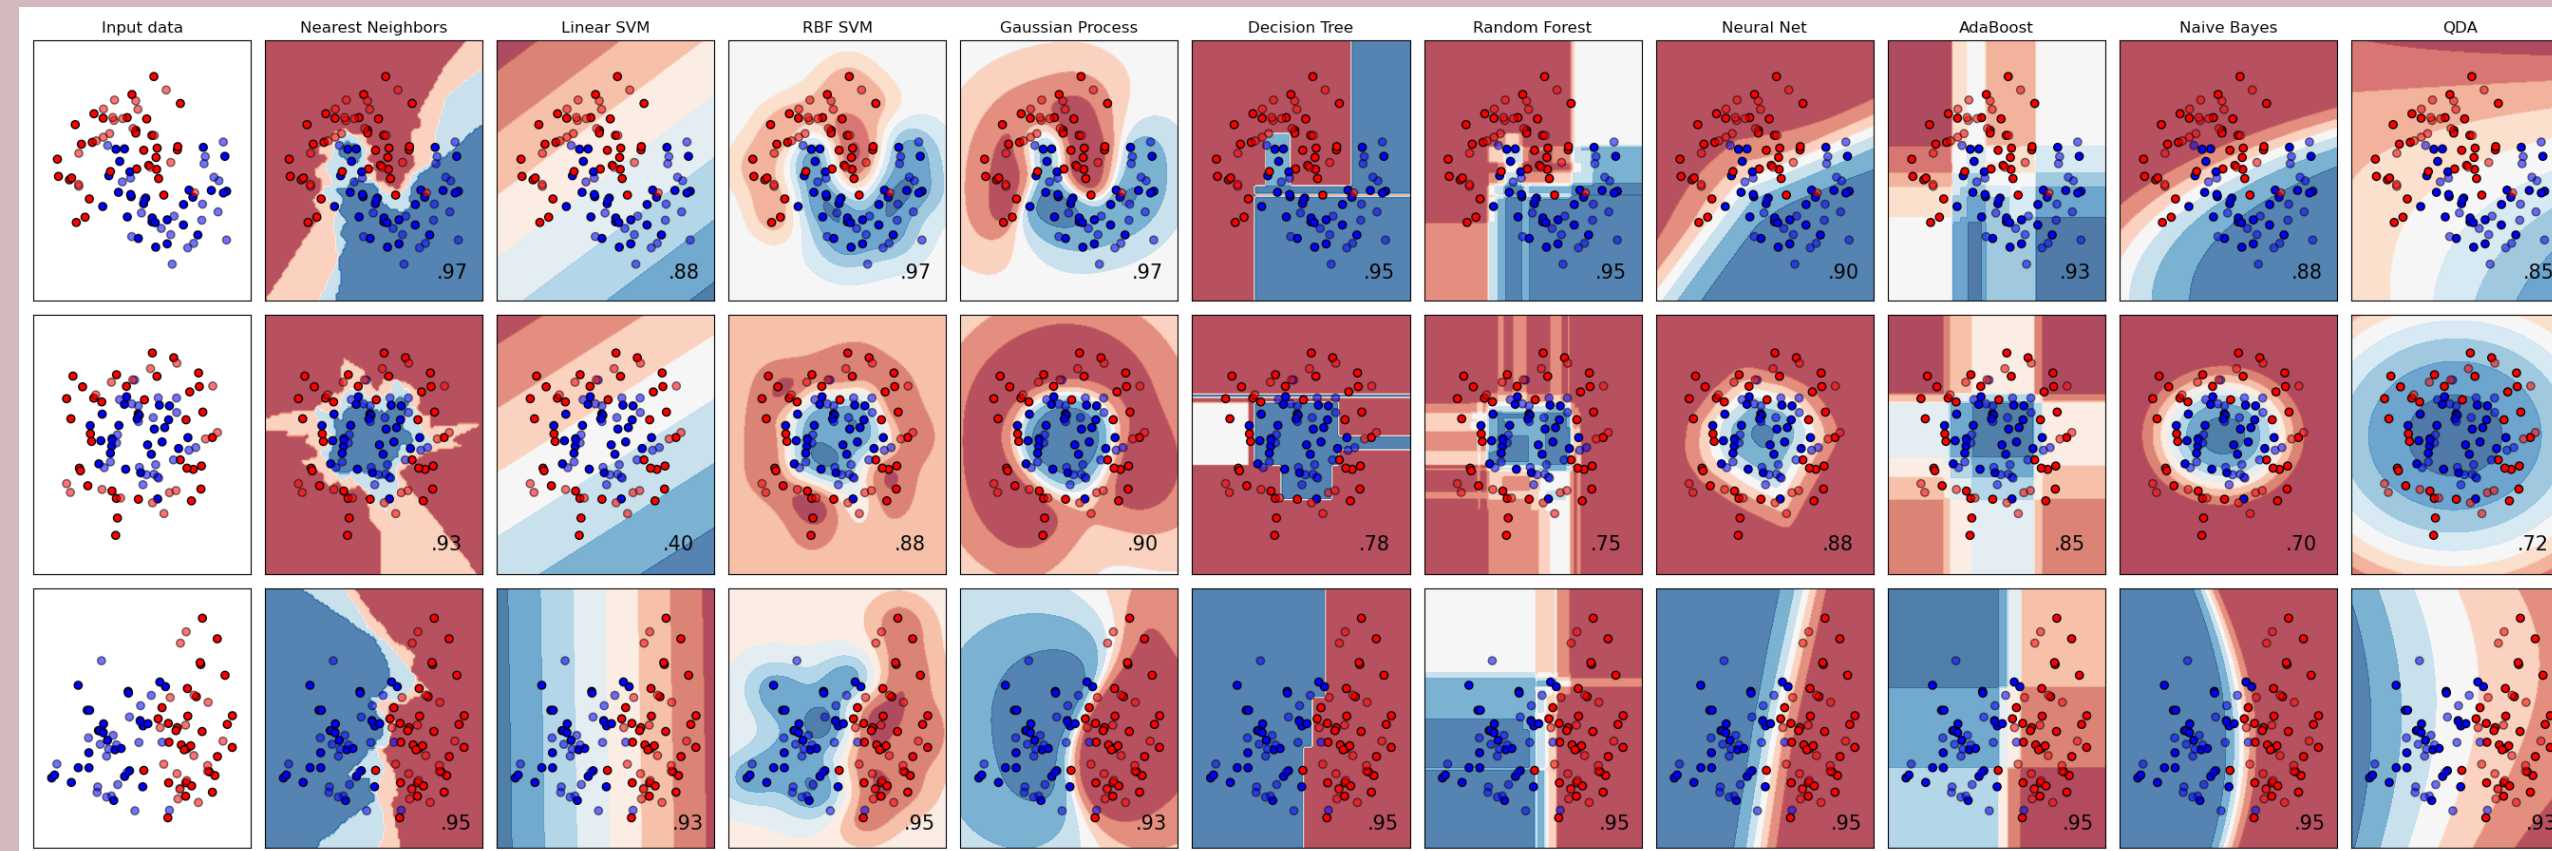 Input data Nearest Neighbors Linear SVM RBF SVM Gaussian Process Decision Tree Random Forest Neural Net AdaBoost Naive Bayes QDA
.97 .88 .97 .97 .95 .95 .90 .93 .88 .85
.93 .40 .88 .90 .78 .75 .88 .85 .70 .72
.95 .93 .95 .93 .95 .95 .95 .95 .95 .93